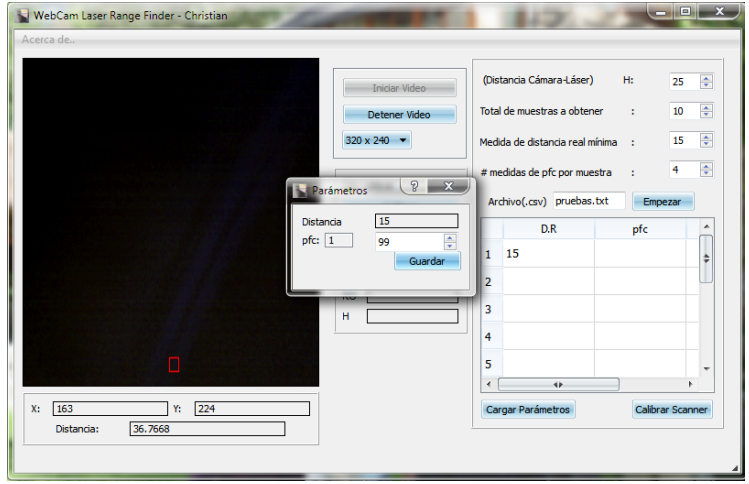 WebCam Laser Range Finder - Christian
Acerca de..
Iniciar Video
Detener Video
320 x 240
(Distancia Cámara-Láser) H: 25
Total de muestras a obtener : 10
Medida de distancia real mínima : 15
# medidas de pfc por muestra : 4
Archivo(.csv) pruebas.txt Empezar
D.R pfc
1 15
2
3
4
5
Cargar Parámetros Calibrar Scanner
Parámetros
Distancia 15
pfc: 1 99
Guardar
H
X: 163 Y: 224
Distancia: 36.7668